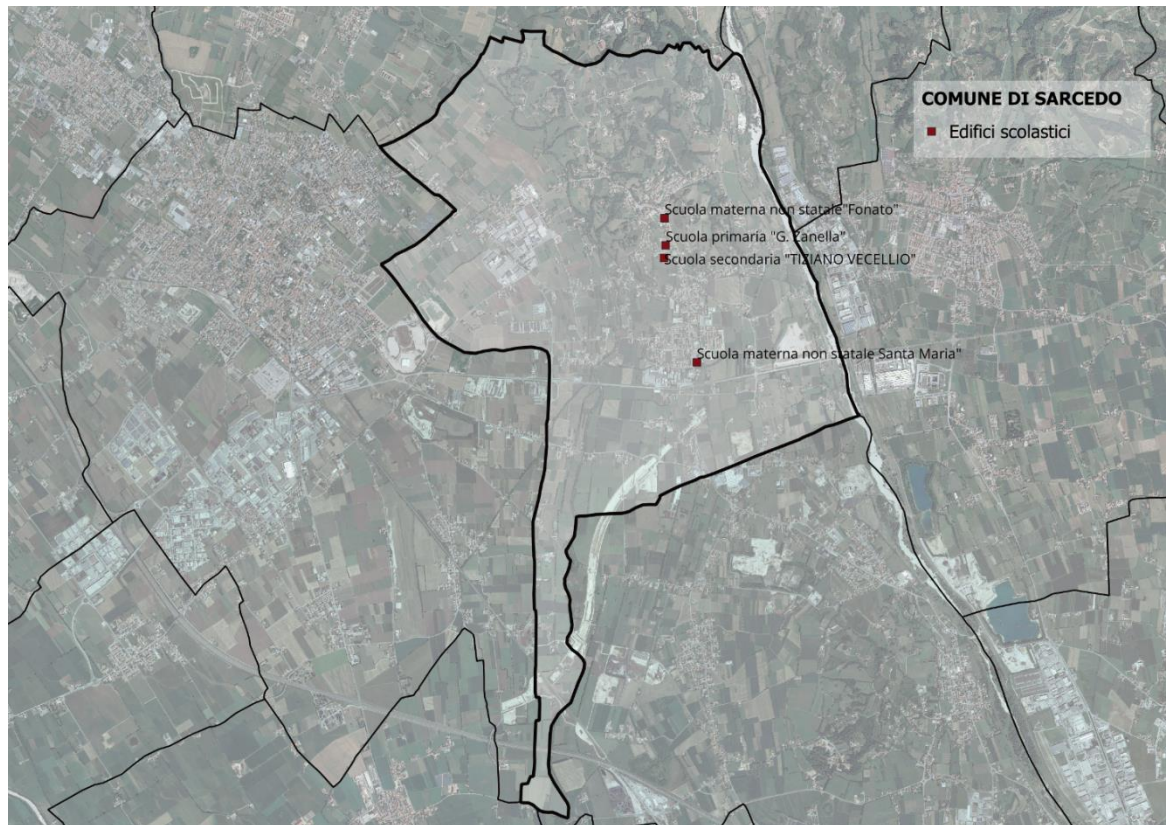 COMUNE DI SARCEDO
Edifici scolastici
Scuola materna non statale"Fonato"
Scuola primaria "G. Zanella"
Scuola secondaria "TIZIANO VECELLIO"
Scuola materna non statale Santa Maria"